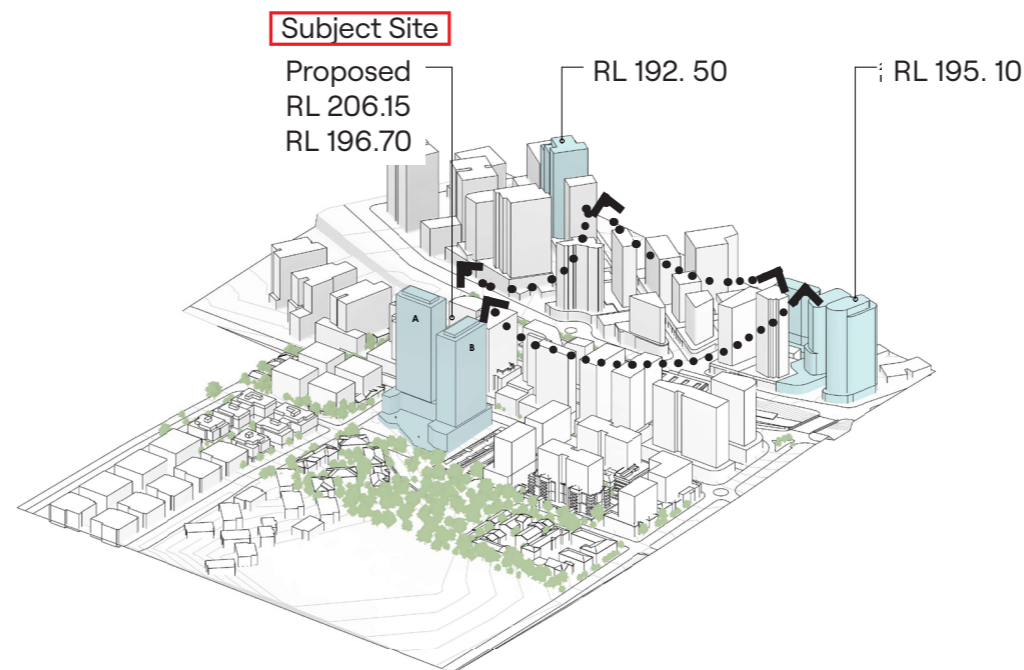 Subject Site
Proposed
RL 206.15
RL 196.70
RL 192. 50
RL 195. 10
A
B